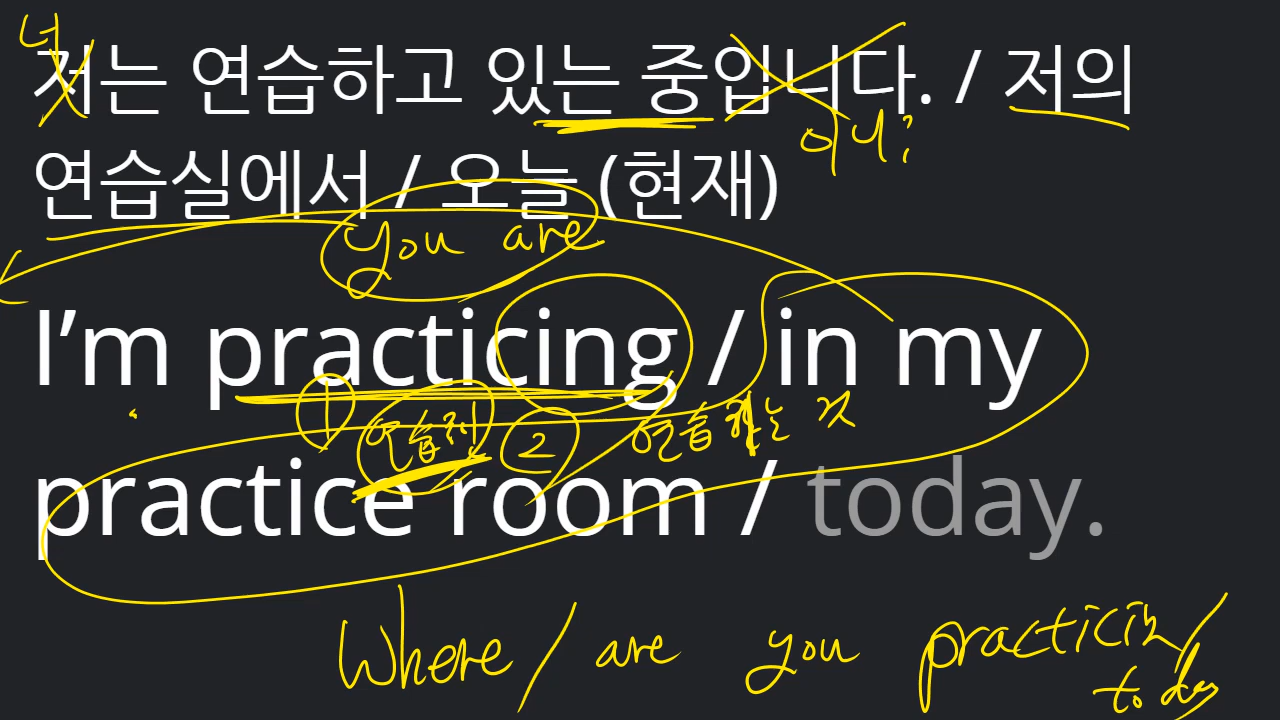 너
저는 연습하고 있는 중입니다. / 저의
이니?
연습실에서 / 오늘 (현재)
you are
I’m practicing / in my
① 연습 ② 연습하는 것
practice room / today.
Where / are you practicing
today